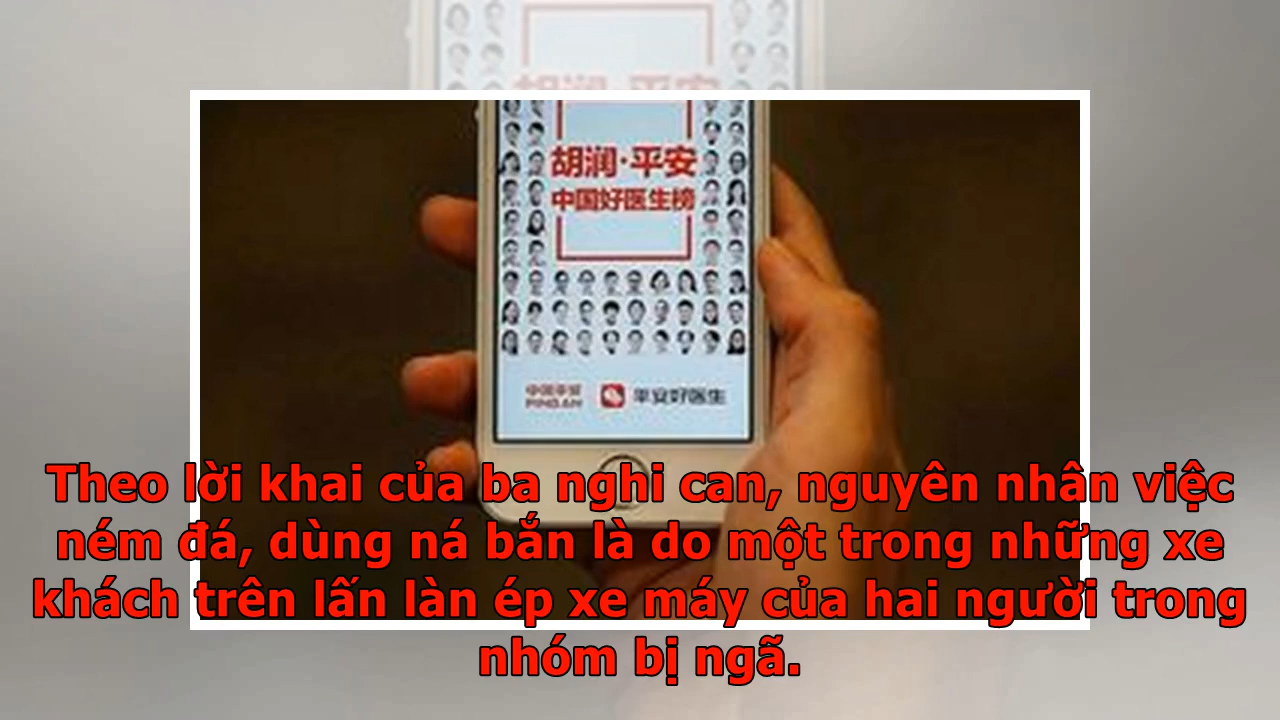 胡润·平安
中国好医生榜
中国平安
PING AN
平安好医生
Theo lời khai của ba nghi can, nguyên nhân việc
ném đá, dùng ná bắn là do một trong những xe
khách trên lấn làn ép xe máy của hai người trong
nhóm bị ngã.